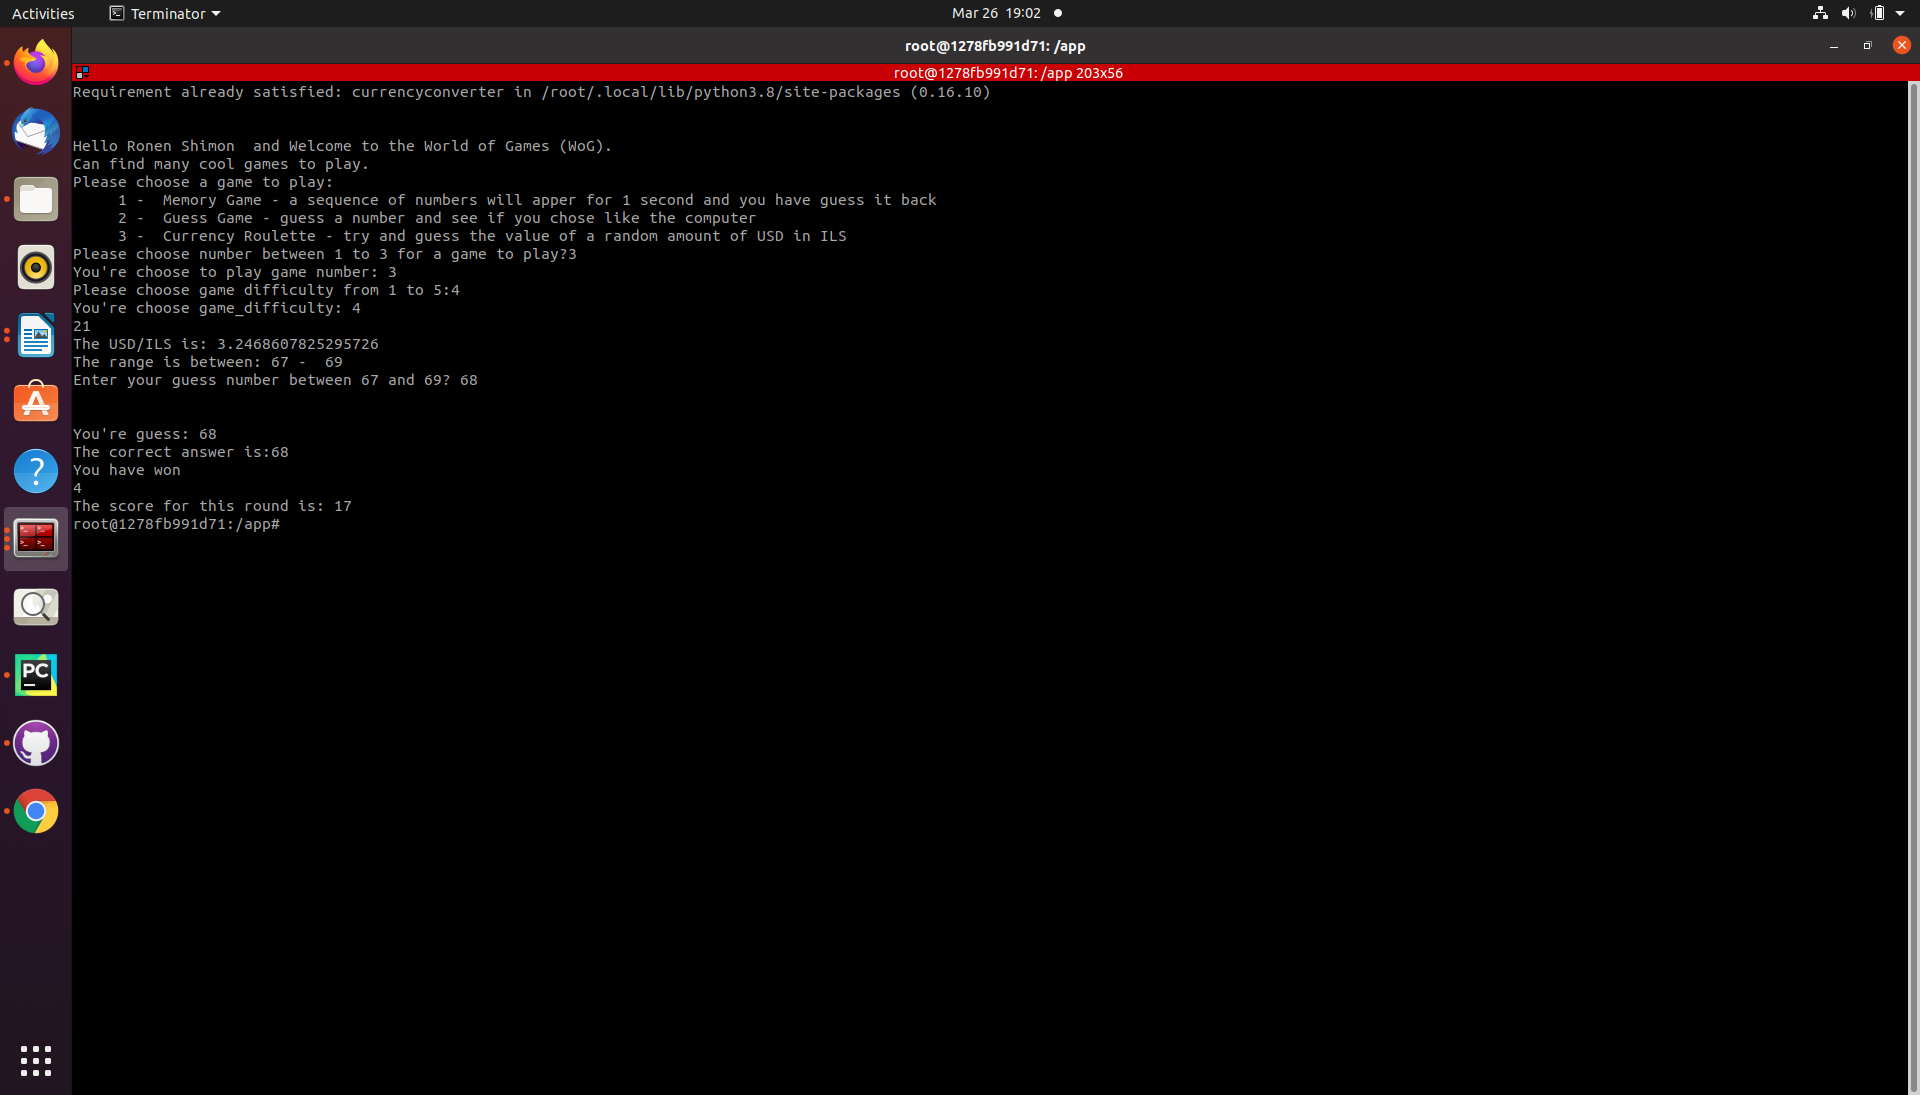 Activities
Terminator
Mar 26 19:02
root@1278fb991d71: /app
root@1278fb991d71: /app 203x56
Requirement already satisfied: currencyconverter in /root/.local/lib/python3.8/site-packages (0.16.10)
Hello Ronen Shimon  and Welcome to the World of Games (WoG).
Can find many cool games to play.
Please choose a game to play:
     1 -  Memory Game - a sequence of numbers will apper for 1 second and you have guess it back
     2 -  Guess Game - guess a number and see if you chose like the computer
     3 -  Currency Roulette - try and guess the value of a random amount of USD in ILS
Please choose number between 1 to 3 for a game to play?3
You're choose to play game number: 3
Please choose game difficulty from 1 to 5:4
You're choose game_difficulty: 4
21
The USD/ILS is: 3.2468607825295726
The range is between: 67 -  69
Enter your guess number between 67 and 69? 68
You're guess: 68
The correct answer is:68
You have won
4
The score for this round is: 17
root@1278fb991d71:/app#
PC